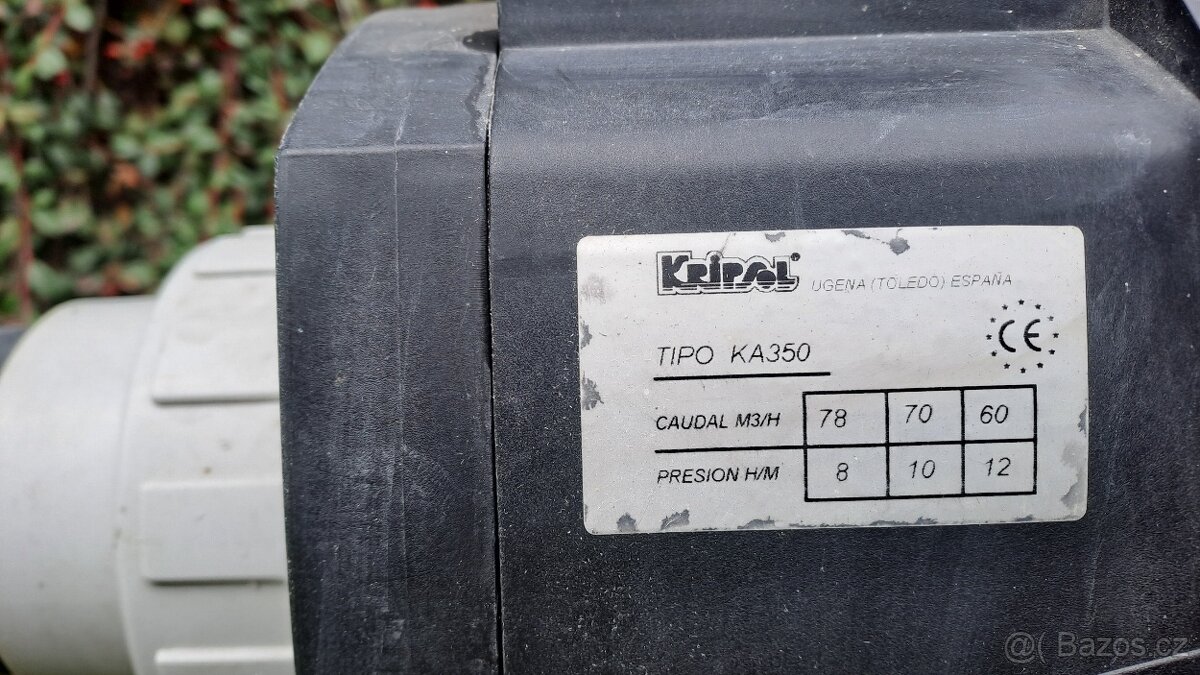 KRIPSOL® UGENA (TOLEDO) ESPAÑA
TIPO KA350
CE
CAUDAL M3/H 78 70 60
PRESION H/M 8 10 12
@( Bazos.cz